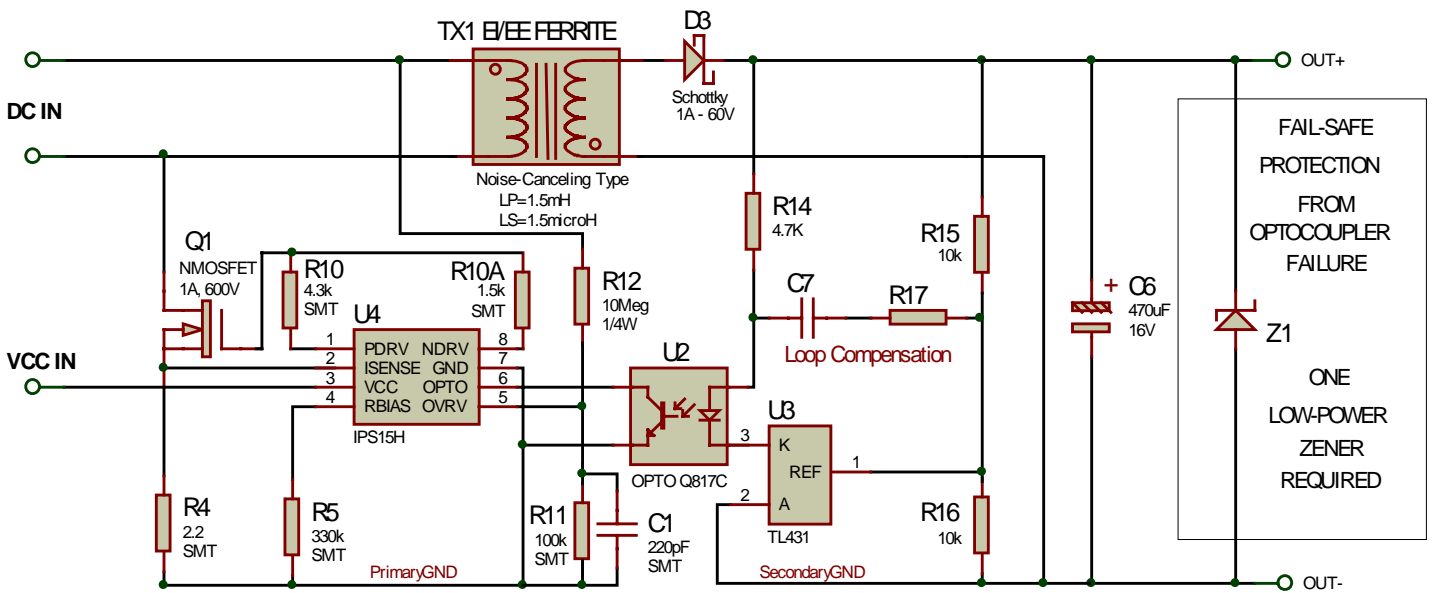 TX1 EI/EE FERRITE
D3
OUT+
DC IN
Schottky
1A - 60V
Noise-Canceling Type
LP=1.5mH
LS=1.5microH
R14
4.7K
R15
10k
FAIL-SAFE
PROTECTION
FROM
OPTOCOUPLER
FAILURE
Q1
NMOSFET
1A, 600V
R10
4.3k
SMT
R10A
1.5k
SMT
R12
10Meg
1/4W
C7
R17
Loop Compensation
+
C6
470uF
16V
Z1
U4
1 PDRV NDRV 8
2 ISENSE GND 7
3 VCC OPTO 6
4 RBIAS OVRV 5
IPS15H
VCC IN
U2
OPTO Q817C
U3
3 K
REF 1
2 A
TL431
ONE
LOW-POWER
ZENER
REQUIRED
R4
2.2
SMT
R5
330k
SMT
R11
100k
SMT
C1
220pF
SMT
R16
10k
PrimaryGND
SecondaryGND
OUT-